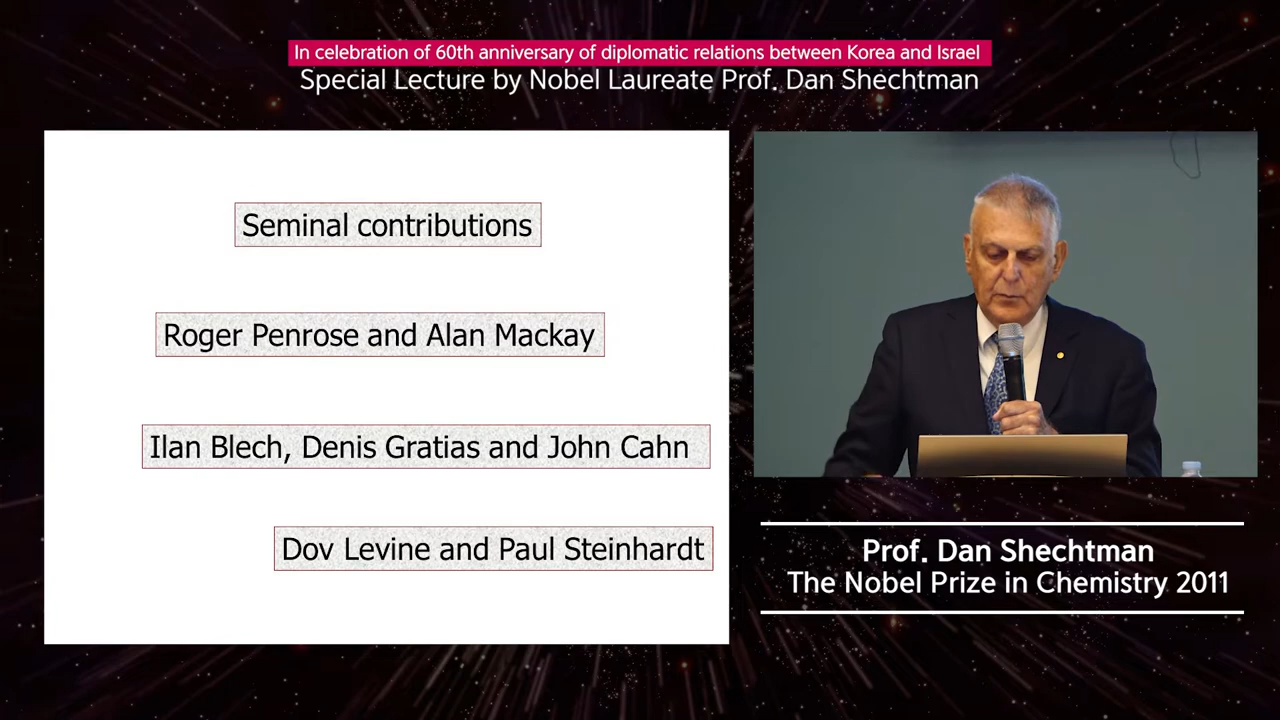 In celebration of 60th anniversary of diplomatic relations between Korea and Israel
Special Lecture by Nobel Laureate Prof. Dan Shechtman
Seminal contributions
Roger Penrose and Alan Mackay
Ilan Blech, Denis Gratias and John Cahn
Dov Levine and Paul Steinhardt
Prof. Dan Shechtman
The Nobel Prize in Chemistry 2011